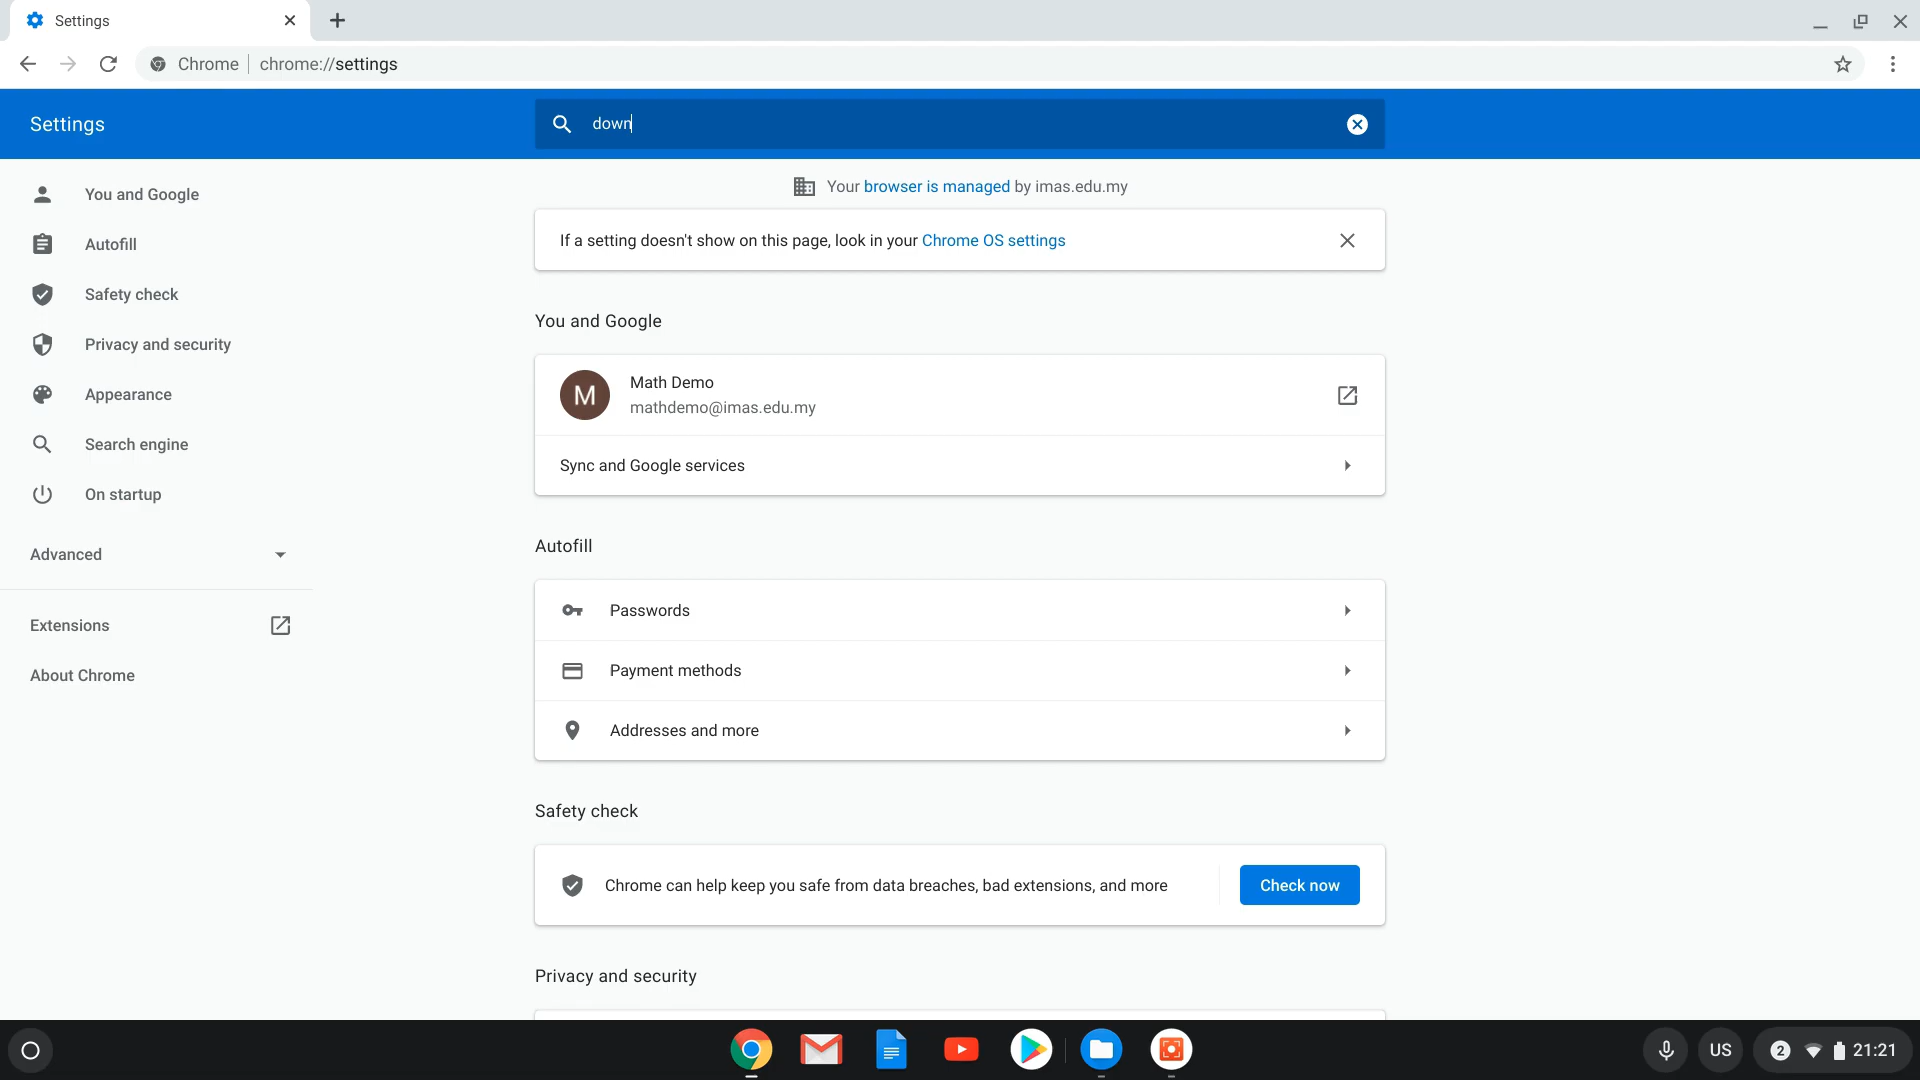 Settings
Chrome chrome://settings
Settings
down
You and Google
Autofill
Safety check
Privacy and security
Appearance
Search engine
On startup
Advanced
Extensions
About Chrome
Your browser is managed by imas.edu.my
If a setting doesn't show on this page, look in your Chrome OS settings
You and Google
M
Math Demo
mathdemo@imas.edu.my
Sync and Google services
Autofill
Passwords
Payment methods
Addresses and more
Safety check
Chrome can help keep you safe from data breaches, bad extensions, and more
Check now
Privacy and security
US
2
21:21